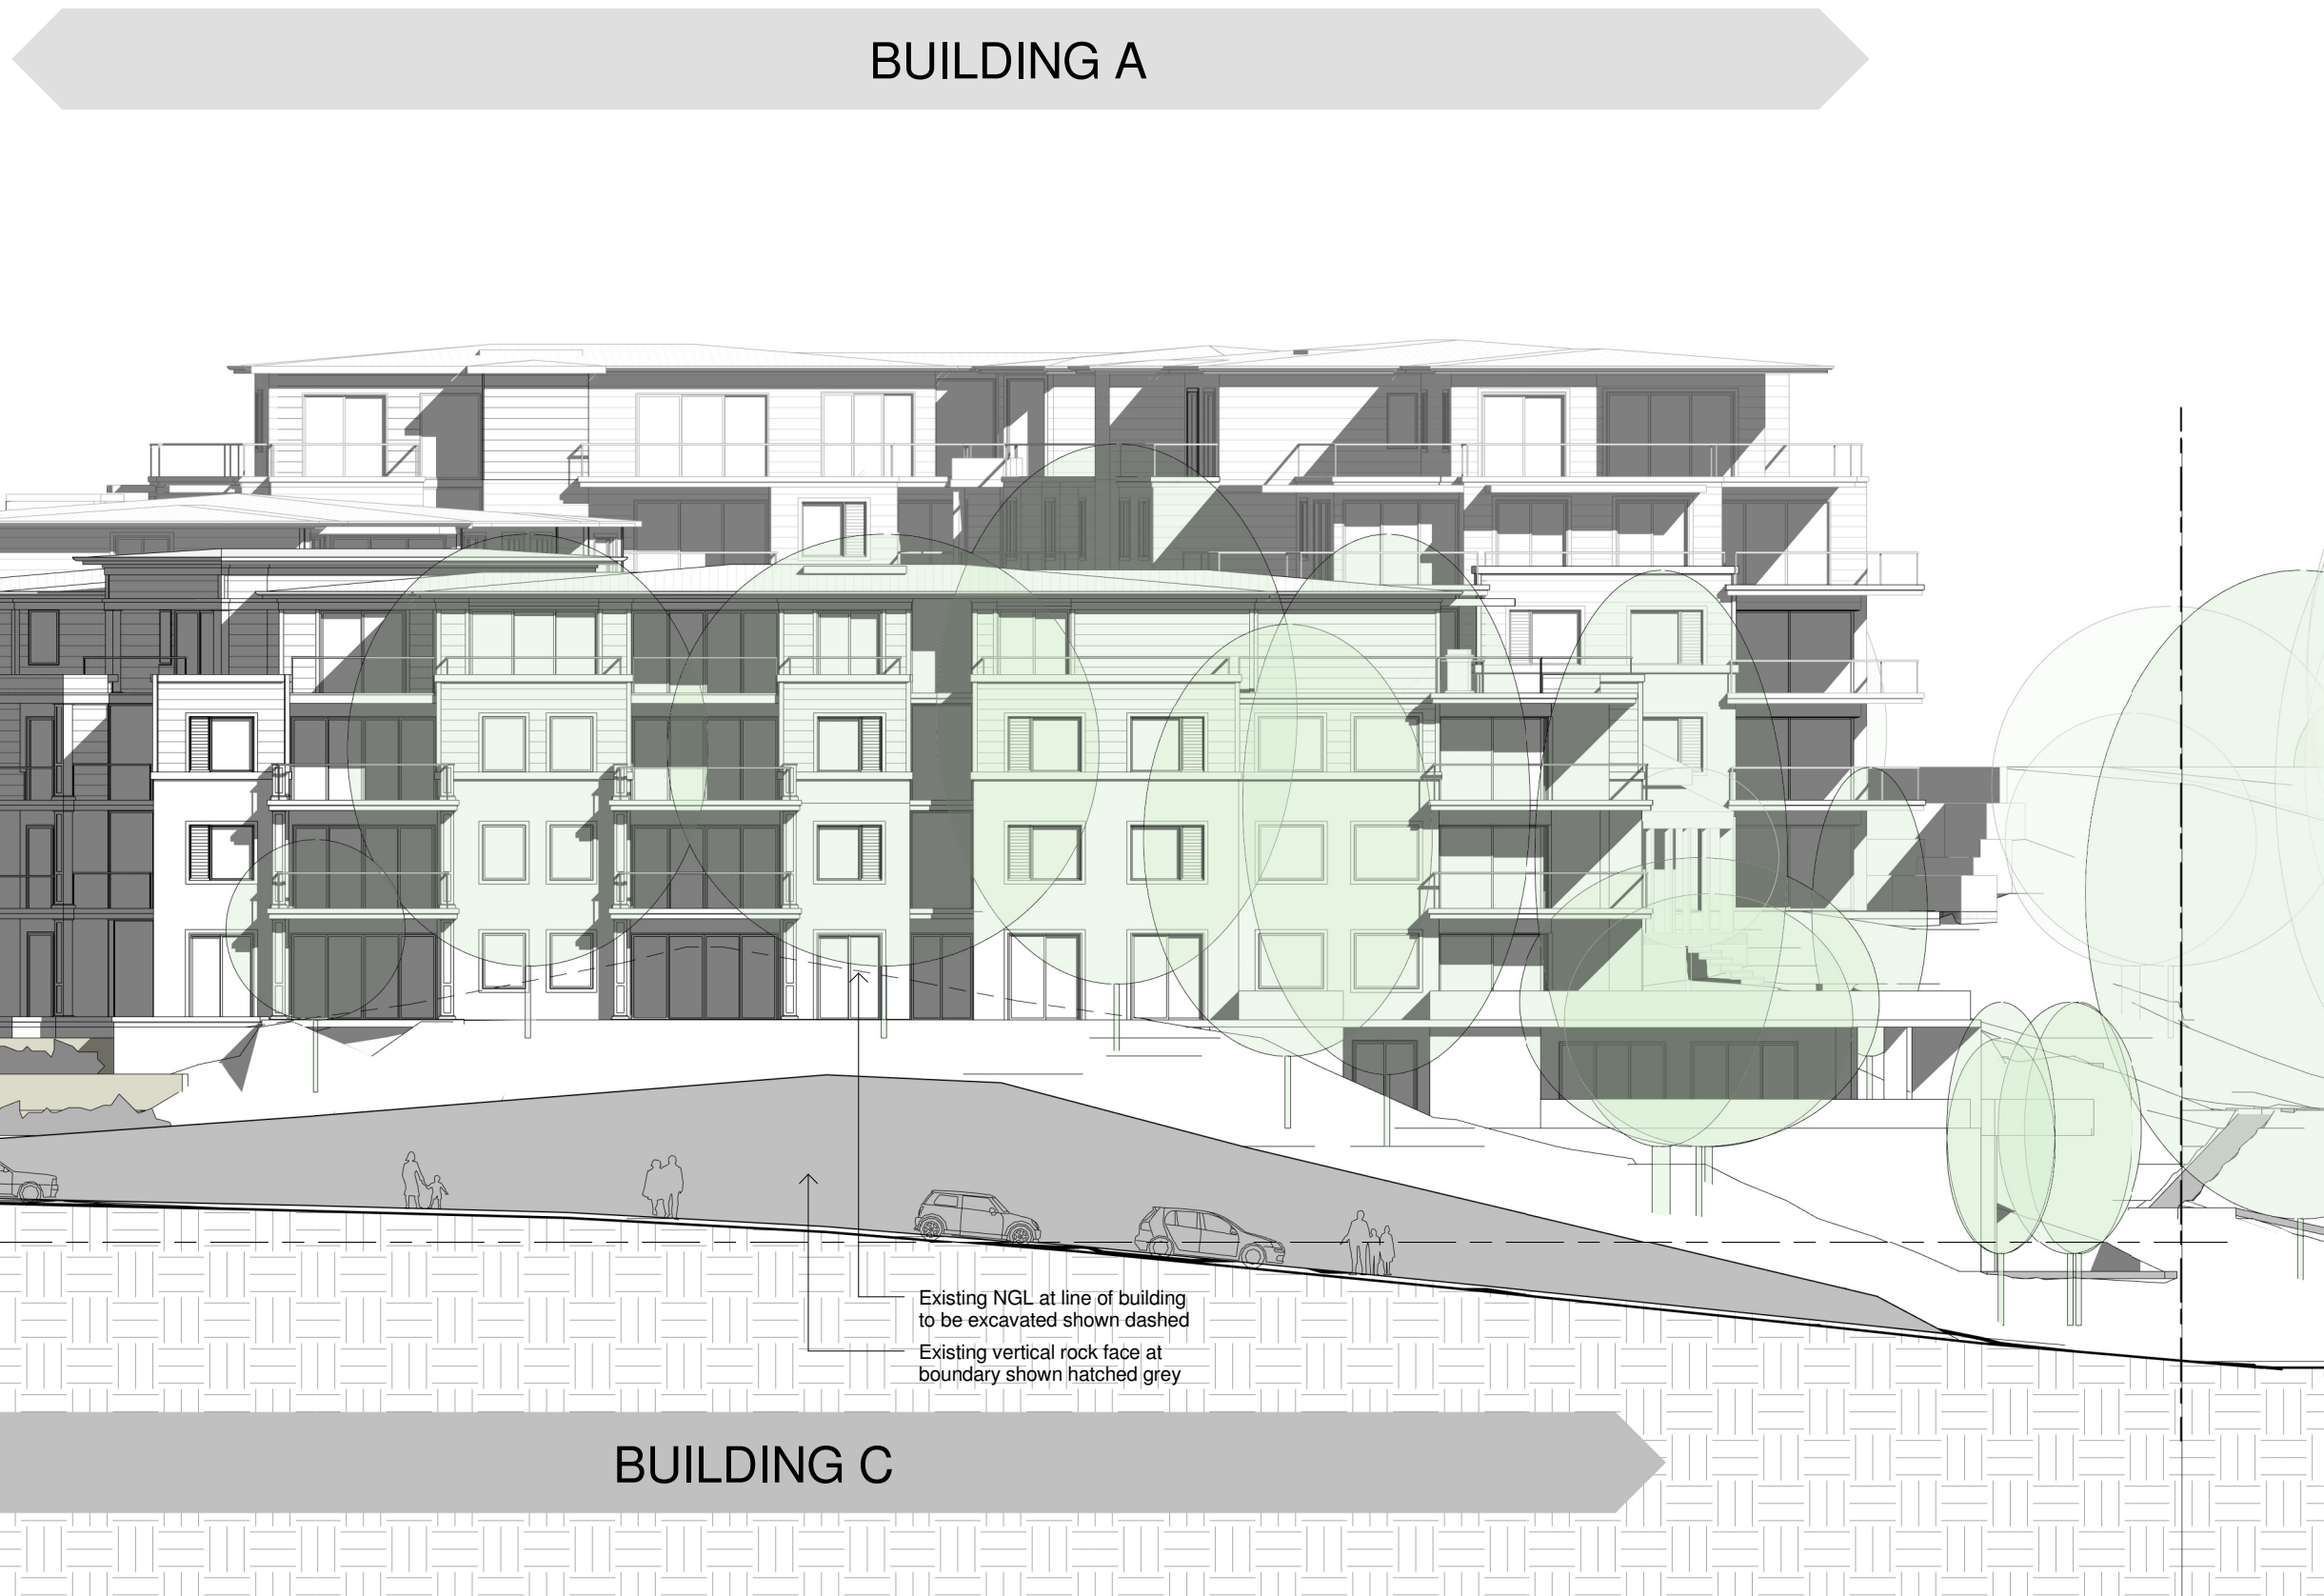 BUILDING A
Existing NGL at line of building
to be excavated shown dashed
Existing vertical rock face at
boundary shown hatched grey
BUILDING C